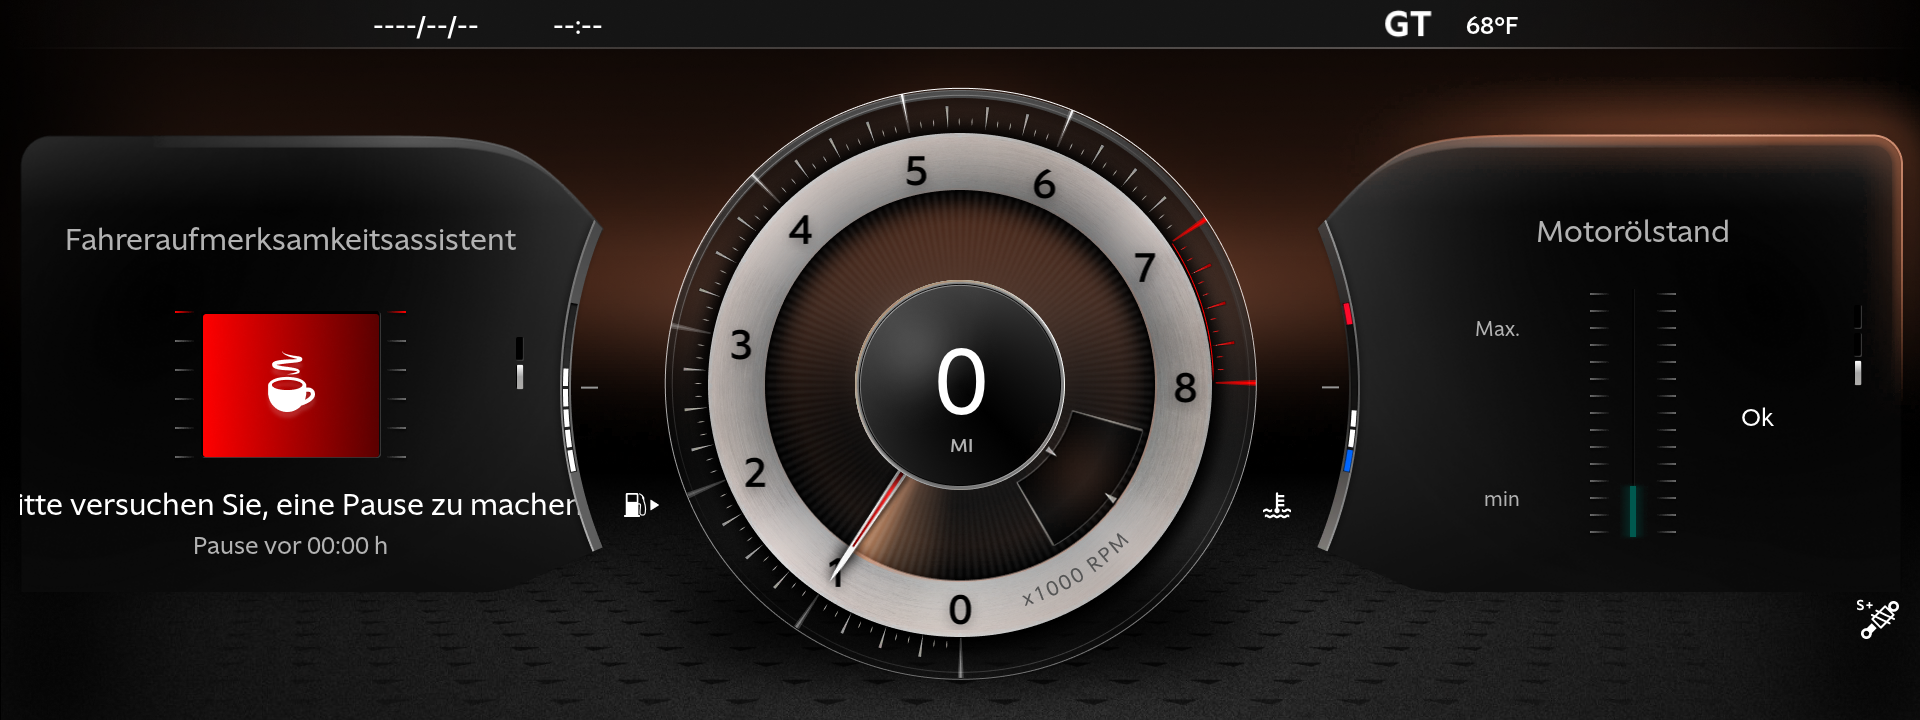 ----/--/--
--:--
GT
68°F
Fahreraufmerksamkeitsassistent
itte versuchen Sie, eine Pause zu machen
Pause vor 00:00 h
0
1
2
3
4
5
6
7
8
x1000 RPM
0
MI
Motorölstand
Max.
min
Ok
S+